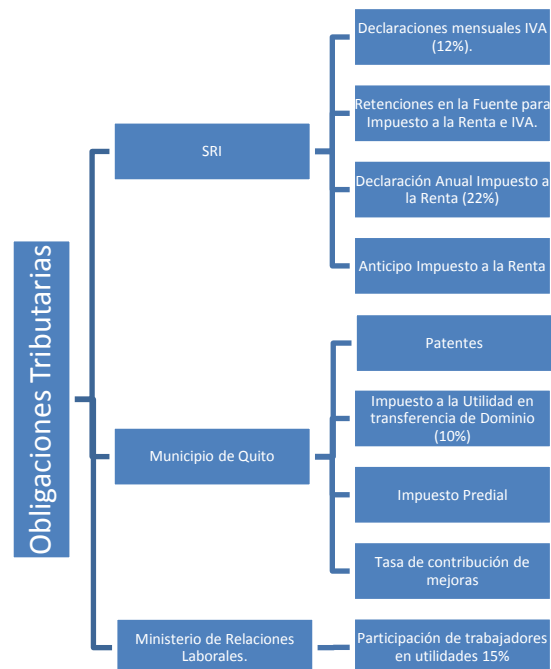 Obligaciones Tributarias
SRI
Declaraciones mensuales IVA
(12%).
Retenciones en la Fuente para
Impuesto a la Renta e IVA.
Declaración Anual Impuesto a
la Renta (22%)
Anticipo Impuesto a la Renta
Municipio de Quito
Patentes
Impuesto a la Utilidad en
transferencia de Dominio
(10%)
Impuesto Predial
Tasa de contribución de
mejoras
Ministerio de Relaciones
Laborales.
Participación de trabajadores
en utilidades 15%